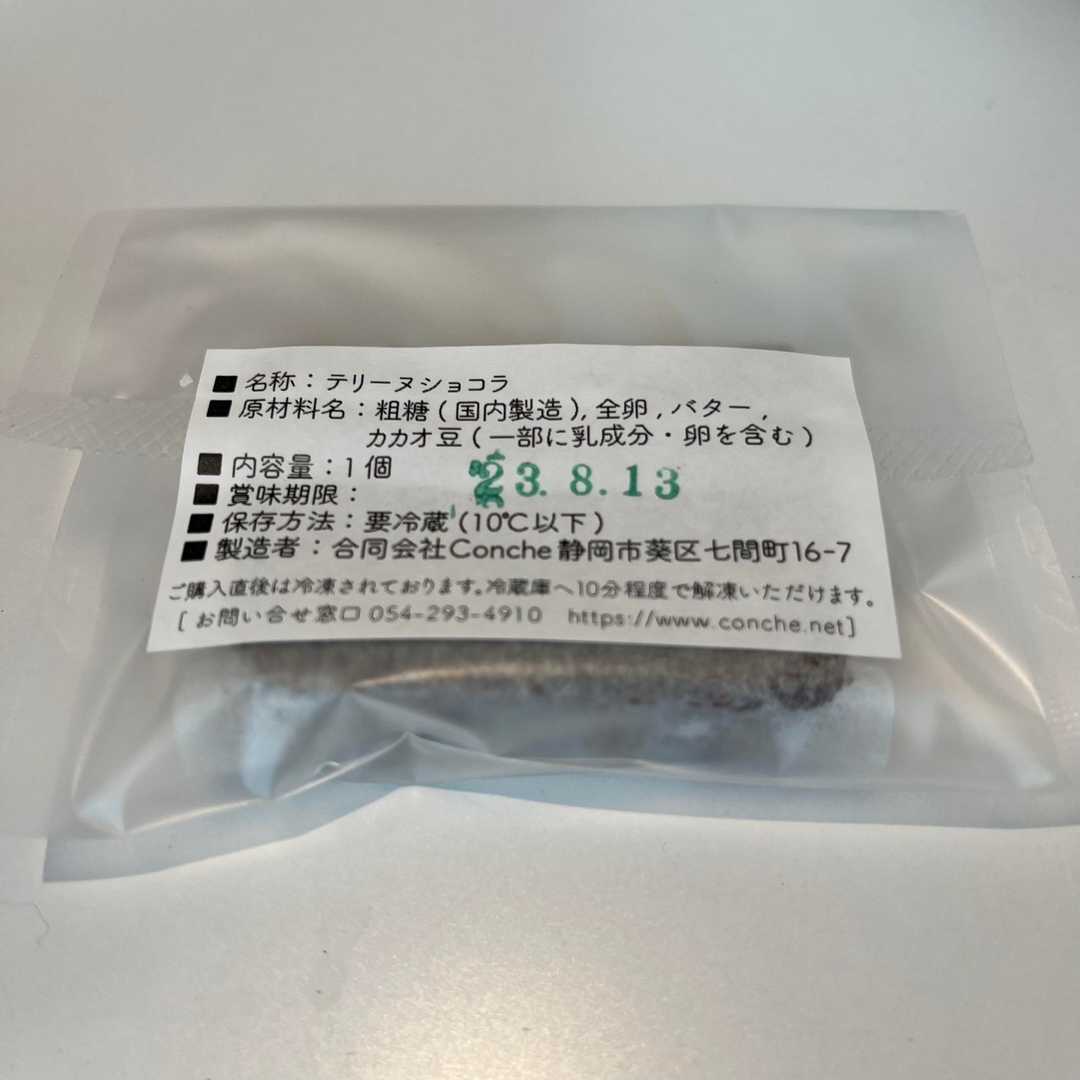 ■ 名称：テリーヌショコラ
■ 原材料名：粗糖(国内製造),全卵,バター,
カカオ豆(一部に乳成分・卵を含む)
■ 内容量：1個
■ 賞味期限： 23.8.13
■ 保存方法：要冷蔵(10℃以下)
■ 製造者：合同会社Conche 静岡市葵区七間町16-7
ご購入直後は冷凍されております。冷蔵庫へ10分程度で解凍いただけます。
[お問い合せ窓口 054-293-4910 https://www.conche.net]